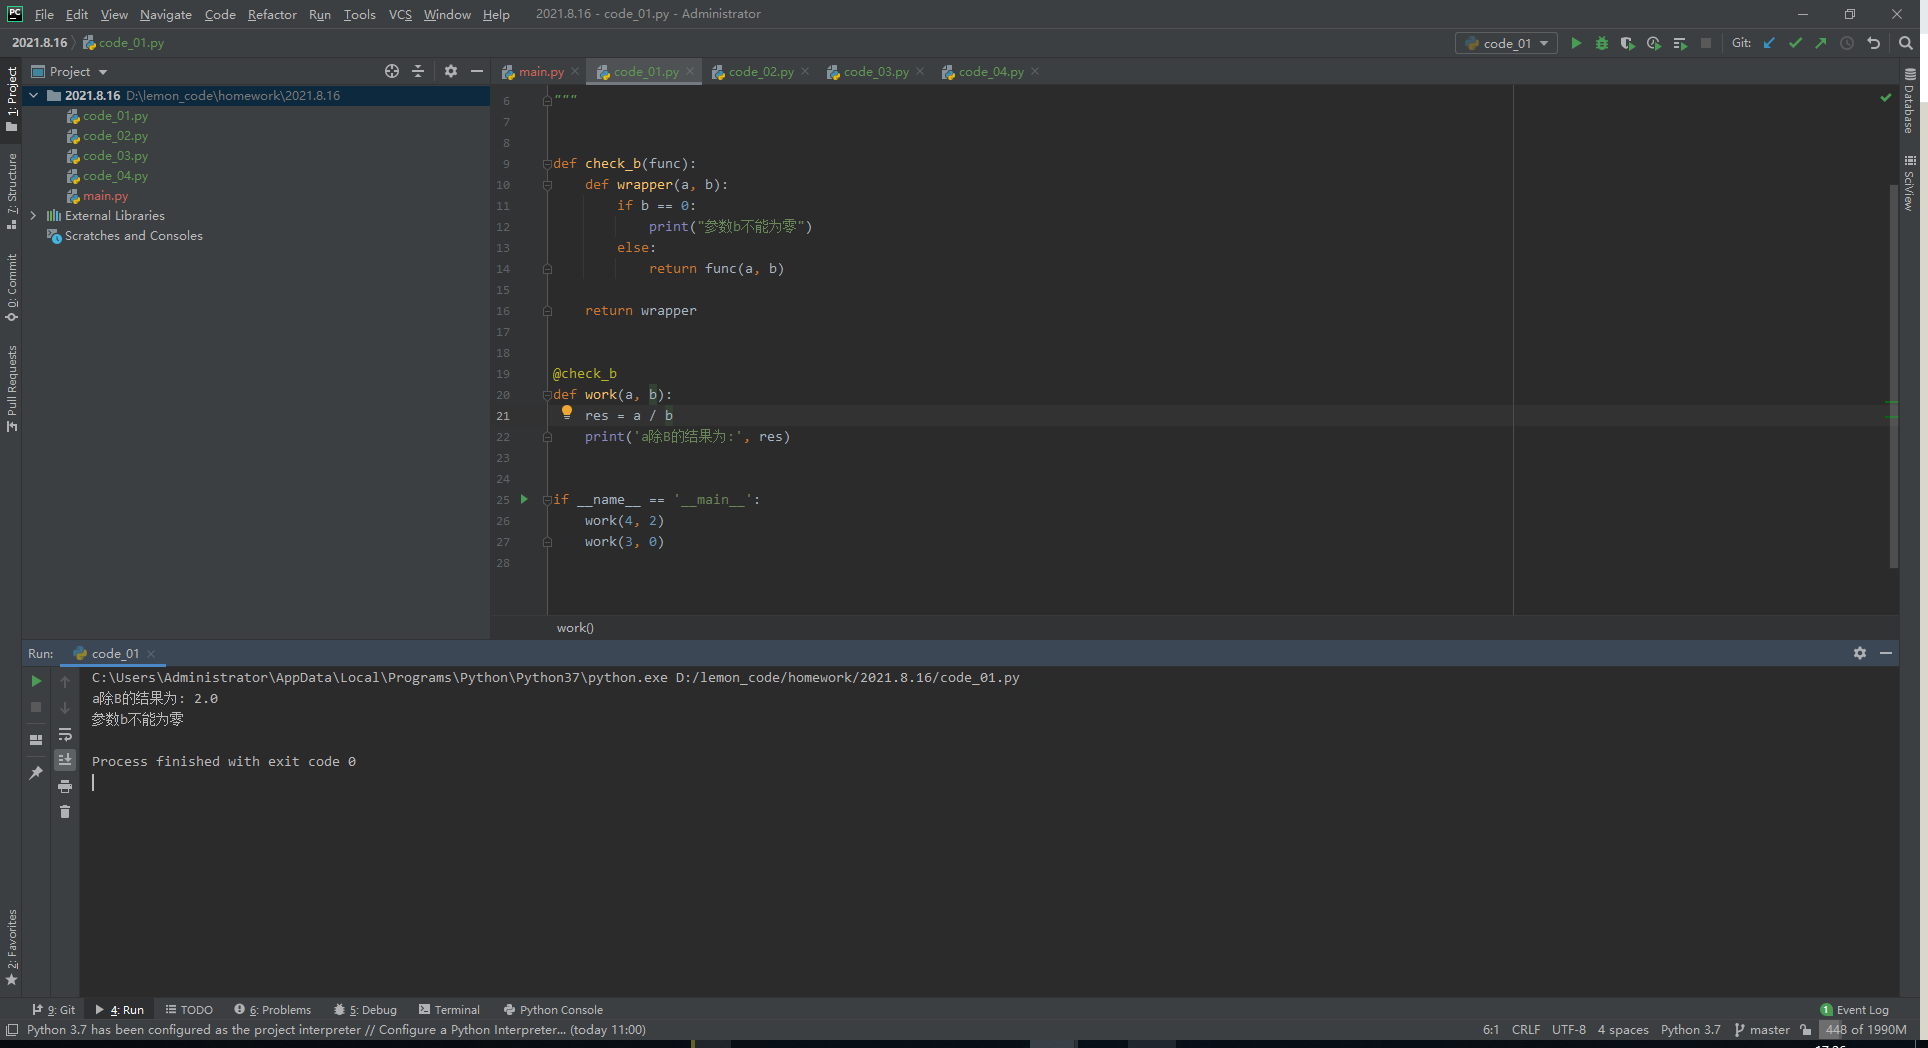 File Edit View Navigate Code Refactor Run Tools VCS Window Help 2021.8.16 - code_01.py - Administrator
2021.8.16 code_01.py code_01 Git:
Project main.py code_01.py code_02.py code_03.py code_04.py
1: Project
7: Structure
0: Commit
Pull Requests
2: Favorites
2021.8.16 D:\lemon_code\homework\2021.8.16
code_01.py
code_02.py
code_03.py
code_04.py
main.py
External Libraries
Scratches and Consoles
6 """
7
8
9 def check_b(func):
10 def wrapper(a, b):
11 if b == 0:
12 print("参数b不能为零")
13 else:
14 return func(a, b)
15
16 return wrapper
17
18
19 @check_b
20 def work(a, b):
21 res = a / b
22 print('a除B的结果为:', res)
23
24
25 if __name__ == '__main__':
26 work(4, 2)
27 work(3, 0)
28
work()
Database
SciView
Run: code_01
C:\Users\Administrator\AppData\Local\Programs\Python\Python37\python.exe D:/lemon_code/homework/2021.8.16/code_01.py
a除B的结果为: 2.0
参数b不能为零
Process finished with exit code 0
9: Git 4: Run TODO 6: Problems 5: Debug Terminal Python Console 1 Event Log
Python 3.7 has been configured as the project interpreter // Configure a Python Interpreter... (today 11:00) 6:1 CRLF UTF-8 4 spaces Python 3.7 master 448 of 1990M